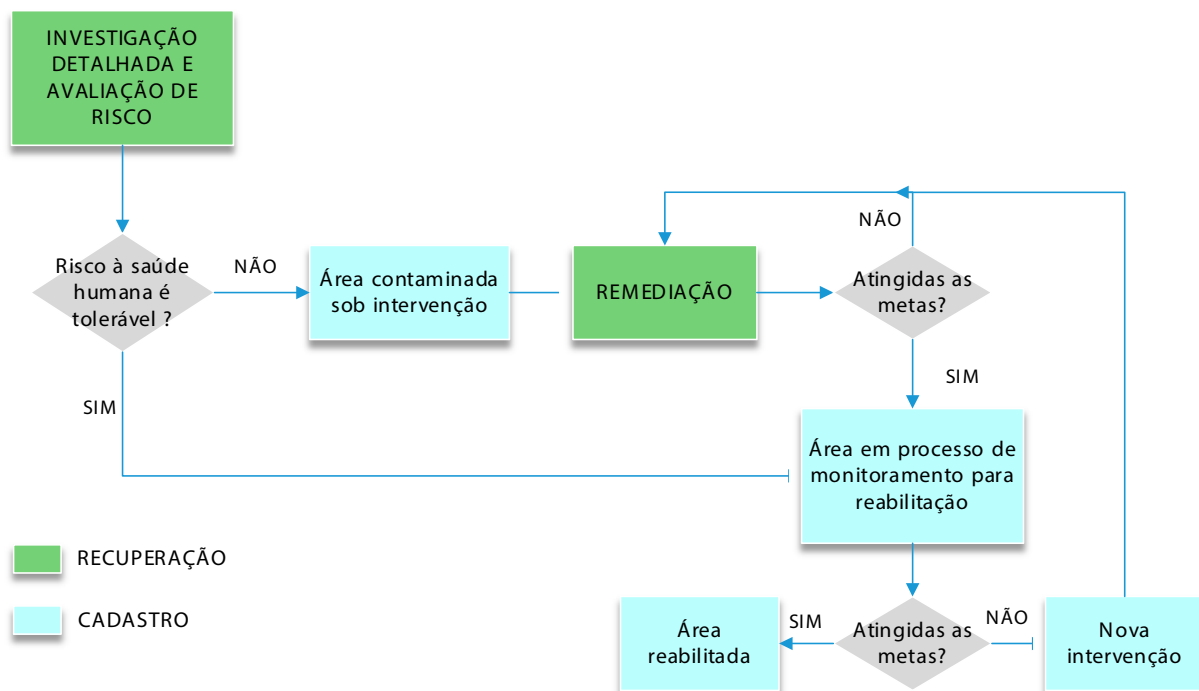 INVESTIGAÇÃO
DETALHADA E
AVALIAÇÃO DE
RISCO
NÃO
Risco à saúde
humana é
tolerável ?
NÃO
Área contaminada
sob intervenção
REMEDIAÇÃO
Atingidas as
metas?
SIM
SIM
Área em processo de
monitoramento para
reabilitação
RECUPERAÇÃO
CADASTRO
Área
reabilitada
SIM
Atingidas as
metas?
NÃO
Nova
intervenção